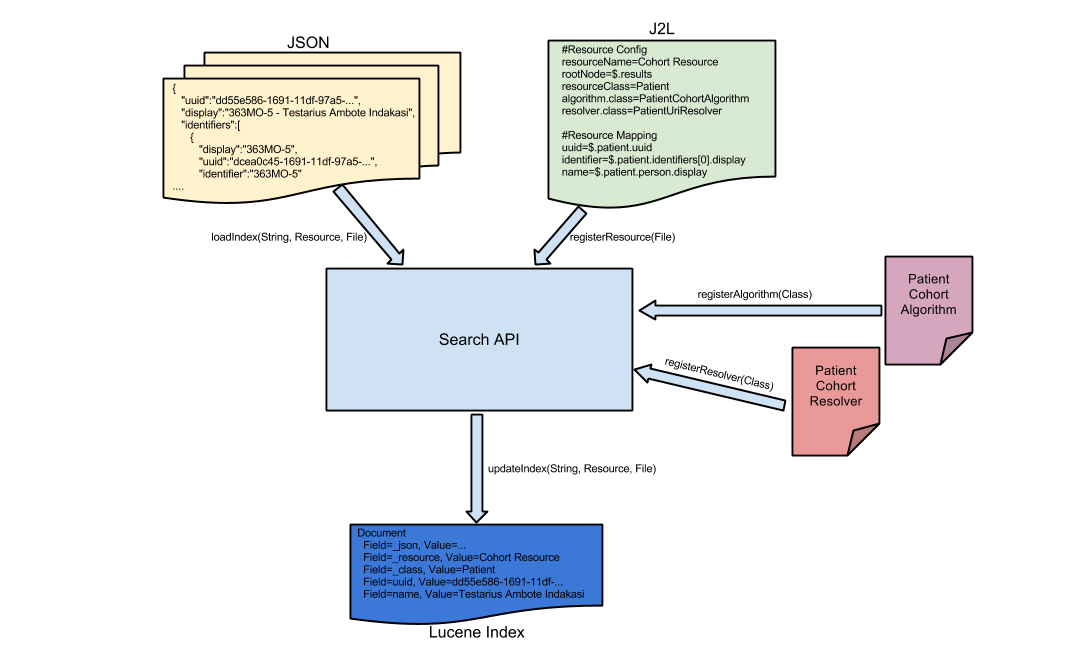 JSON
{
"uuid":"dd55e586-1691-11df-97a5-...",
"display":"363MO-5 - Testarius Ambote Indakasi",
"identifiers":[
{
"display":"363MO-5",
"uuid":"dcea0c45-1691-11df-97a5-...",
"identifier":"363MO-5"
....
J2L
#Resource Config
resourceName=Cohort Resource
rootNode=$.results
resourceClass=Patient
algorithm.class=PatientCohortAlgorithm
resolver.class=PatientUriResolver
#Resource Mapping
uuid=$.patient.uuid
identifier=$.patient.identifiers[0].display
name=$.patient.person.display
loadIndex(String, Resource, File)
registerResource(File)
Search API
registerAlgorithm(Class)
Patient
Cohort
Algorithm
registerResolver(Class)
Patient
Cohort
Resolver
updateIndex(String, Resource, File)
Document
Field=_json, Value=...
Field=_resource, Value=Cohort Resource
Field=_class, Value=Patient
Field=uuid, Value=dd55e586-1691-11df-...
Field=name, Value=Testarius Ambote Indakasi
Lucene Index